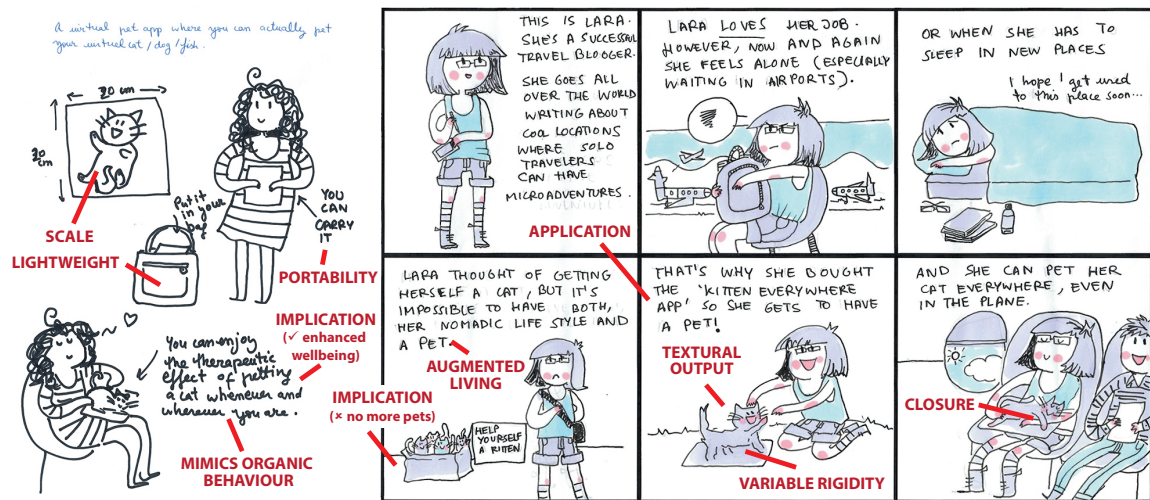 A virtual pet app where you can actually pet
your virtual cat / dog / fish.
20 cm
30
cm
SCALE
LIGHTWEIGHT
Put it
in your
bag
YOU
CAN
CARRY
IT
PORTABILITY
IMPLICATION
(✓ enhanced
wellbeing)
You can enjoy
the therapeutic
effect of petting
a cat whenever and
wherever you are.
MIMICS ORGANIC
BEHAVIOUR
THIS IS LARA.
SHE'S A SUCCESSFUL
TRAVEL BLOGGER.
SHE GOES ALL
OVER THE WORLD
WRITING ABOUT
COOL LOCATIONS
WHERE SOLO
TRAVELERS
CAN HAVE
MICROADVENTURES.
LARA LOVES HER JOB.
HOWEVER, NOW AND AGAIN
SHE FEELS ALONE (ESPECIALLY
WAITING IN AIRPORTS).
OR WHEN SHE HAS TO
SLEEP IN NEW PLACES
I hope I get used
to this place soon...
APPLICATION
LARA THOUGHT OF GETTING
HERSELF A CAT, BUT IT'S
IMPOSSIBLE TO HAVE BOTH,
HER NOMADIC LIFE STYLE AND
A PET.
AUGMENTED
LIVING
IMPLICATION
(× no more pets)
HELP
YOURSELF
A KITTEN
THAT'S WHY SHE BOUGHT
THE 'KITTEN EVERYWHERE
APP' SO SHE GETS TO HAVE
A PET!
TEXTURAL
OUTPUT
VARIABLE RIGIDITY
AND SHE CAN PET HER
CAT EVERYWHERE, EVEN
IN THE PLANE.
CLOSURE